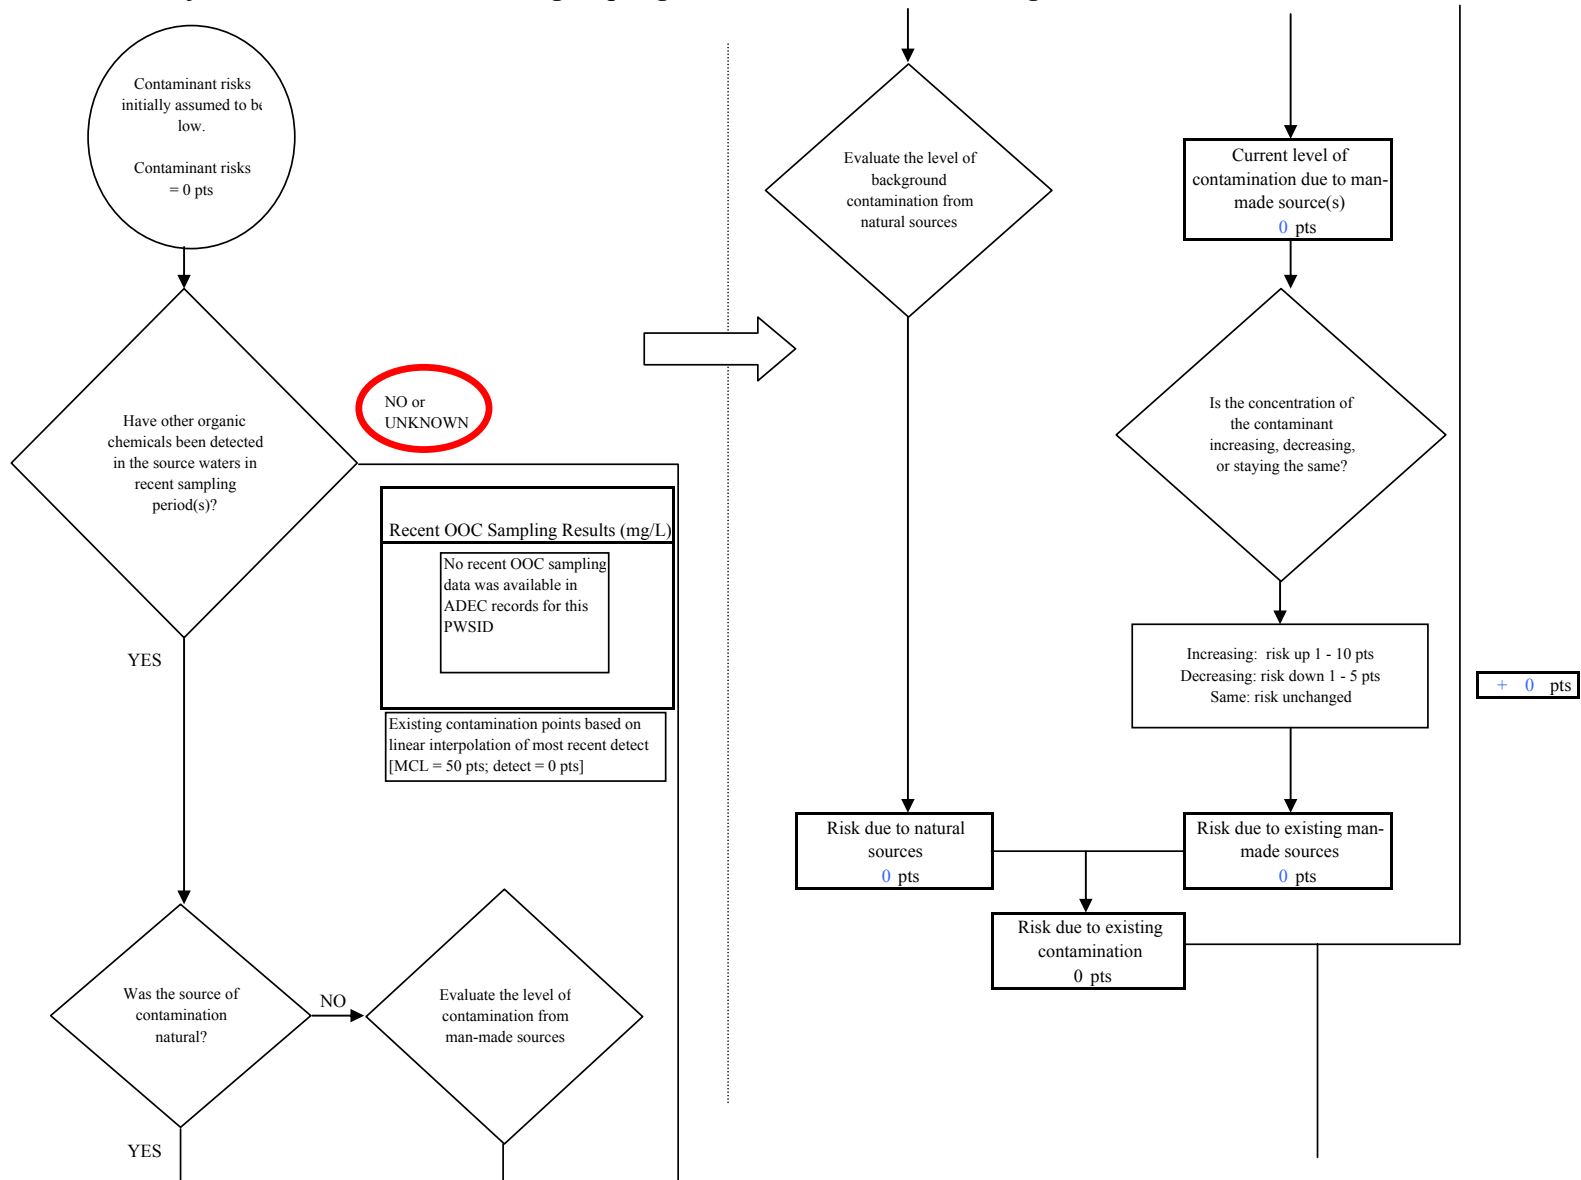 Contaminant risks
initially assumed to be
low.
Contaminant risks
= 0 pts
Have other organic
chemicals been detected
in the source waters in
recent sampling
period(s)?
NO or
UNKNOWN
Recent OOC Sampling Results (mg/L)
No recent OOC sampling
data was available in
ADEC records for this
PWSID
Existing contamination points based on
linear interpolation of most recent detect
[MCL = 50 pts; detect = 0 pts]
YES
Was the source of
contamination
natural?
NO
Evaluate the level of
contamination from
man-made sources
YES
Evaluate the level of
background
contamination from
natural sources
Current level of
contamination due to man-
made source(s)
0 pts
Is the concentration of
the contaminant
increasing, decreasing,
or staying the same?
Increasing: risk up 1 - 10 pts
Decreasing: risk down 1 - 5 pts
Same: risk unchanged
+ 0 pts
Risk due to natural
sources
0 pts
Risk due to existing man-
made sources
0 pts
Risk due to existing
contamination
0 pts